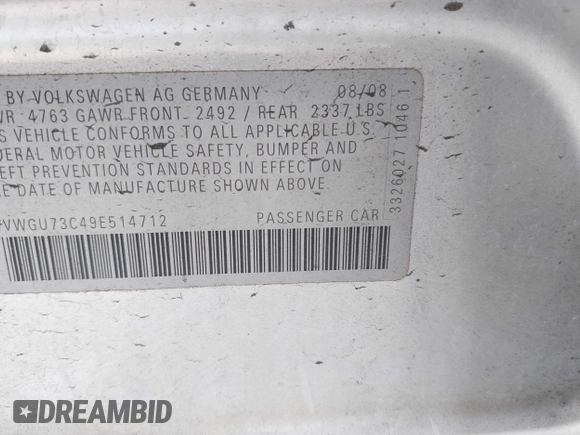 BY VOLKSWAGEN AG GERMANY 08/08
WR 4763 GAWR FRONT 2492 / REAR 2337 LBS
S VEHICLE CONFORMS TO ALL APPLICABLE U.S.
DERAL MOTOR VEHICLE SAFETY, BUMPER AND
EFT PREVENTION STANDARDS IN EFFECT ON
E DATE OF MANUFACTURE SHOWN ABOVE.
VWGU73C49E514712 PASSENGER CAR
3326027 1046 1
DREAMBID